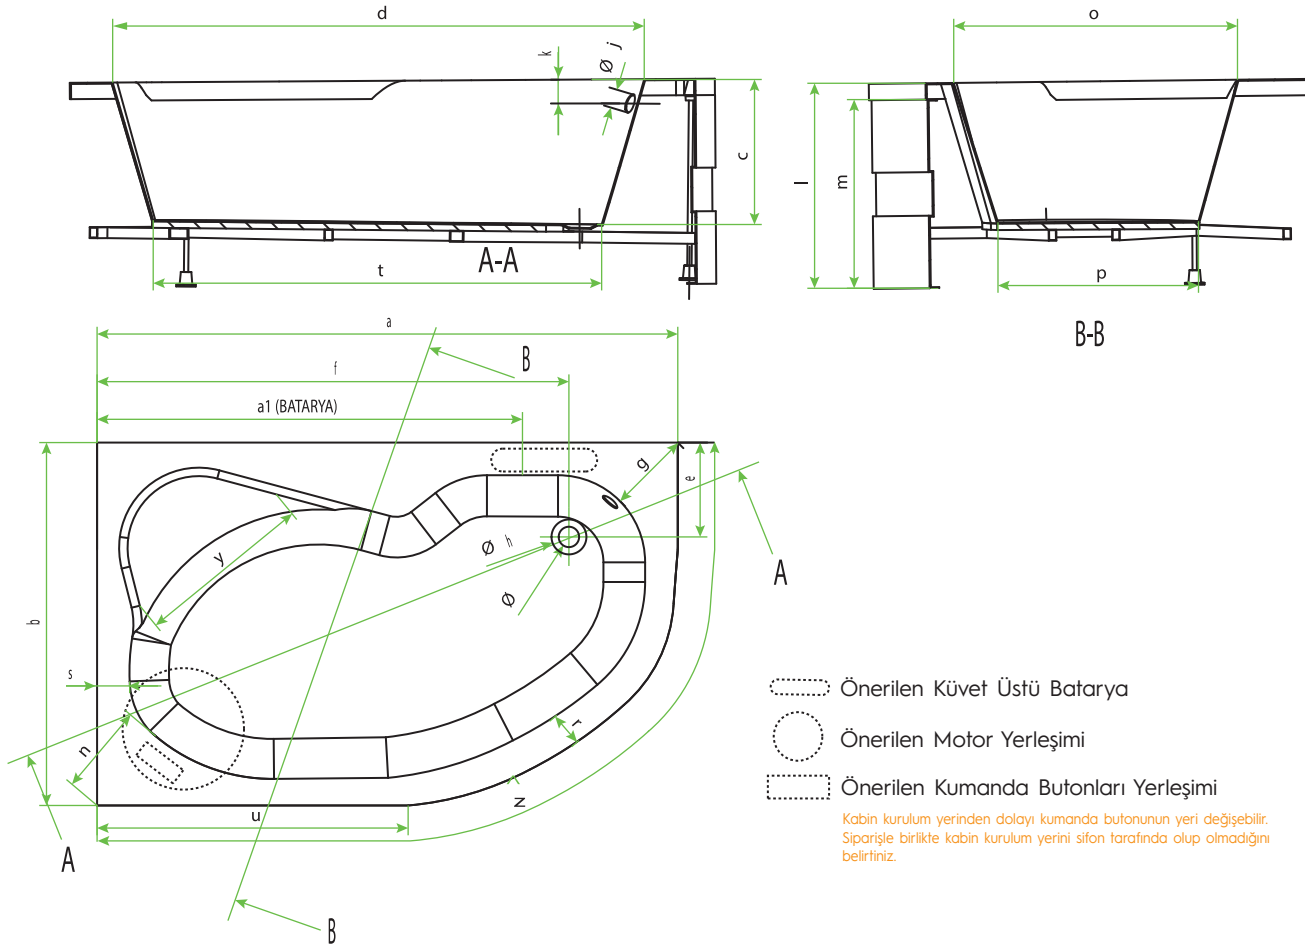 d
k
Ø j
c
A-A
t
o
l
m
p
B-B
a
B
f
a1 (BATARYA)
g
e
A
y
Ø h
Ø
b
s
n
r
N
u
A
B
Önerilen Küvet Üstü Batarya
Önerilen Motor Yerleşimi
Önerilen Kumanda Butonları Yerleşimi
Kabin kurulum yerinden dolayı kumanda butonunun yeri değişebilir.
Siparişle birlikte kabin kurulum yerini sifon tarafında olup olmadığını
belirtiniz.